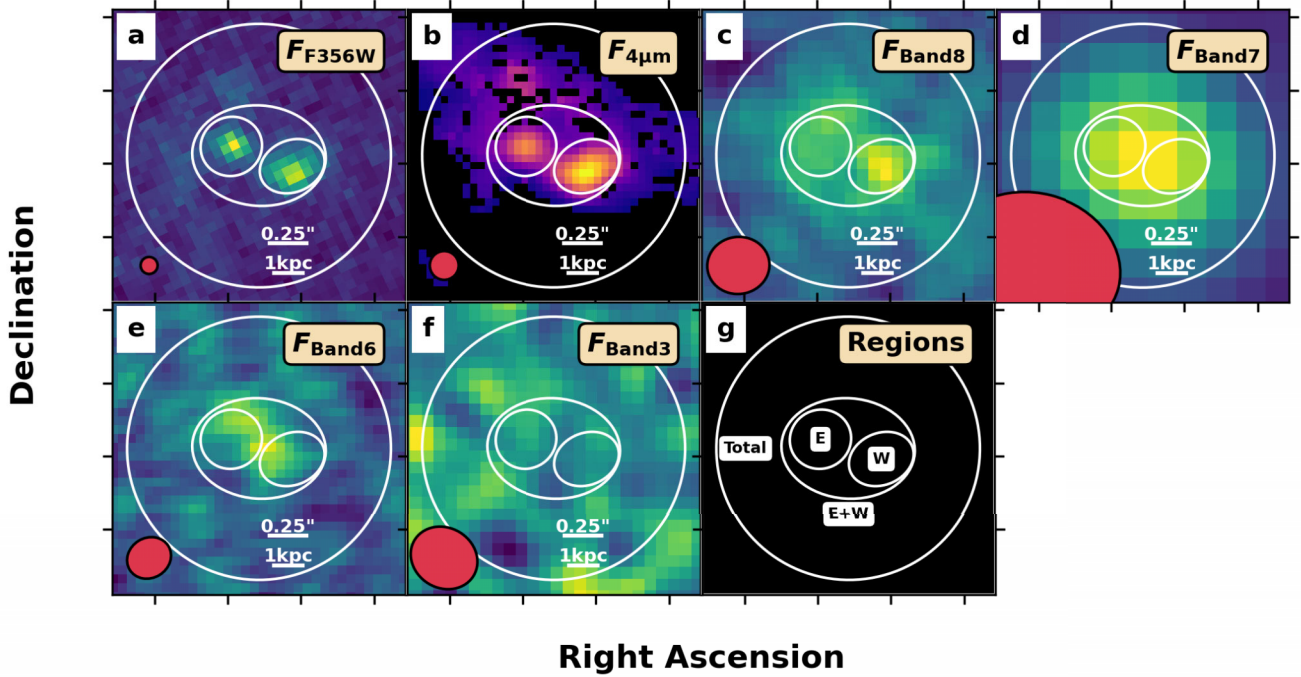 a
F_F356W
0.25"
1kpc
b
F_4μm
0.25"
1kpc
c
F_Band8
0.25"
1kpc
d
F_Band7
0.25"
1kpc
e
F_Band6
0.25"
1kpc
f
F_Band3
0.25"
1kpc
g
Regions
Total
E
W
E+W
Declination
Right Ascension